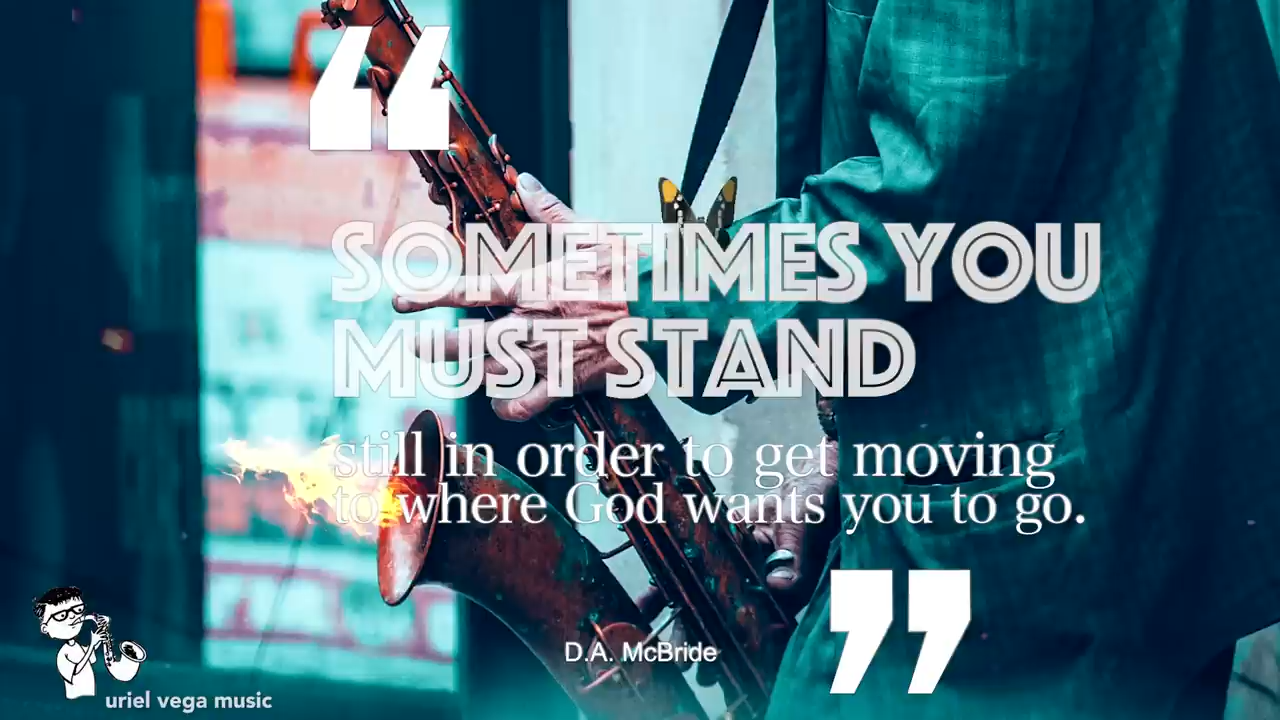 “
SOMETIMES YOU
MUST STAND
still in order to get moving
to where God wants you to go.
”
D.A. McBride
uriel vega music